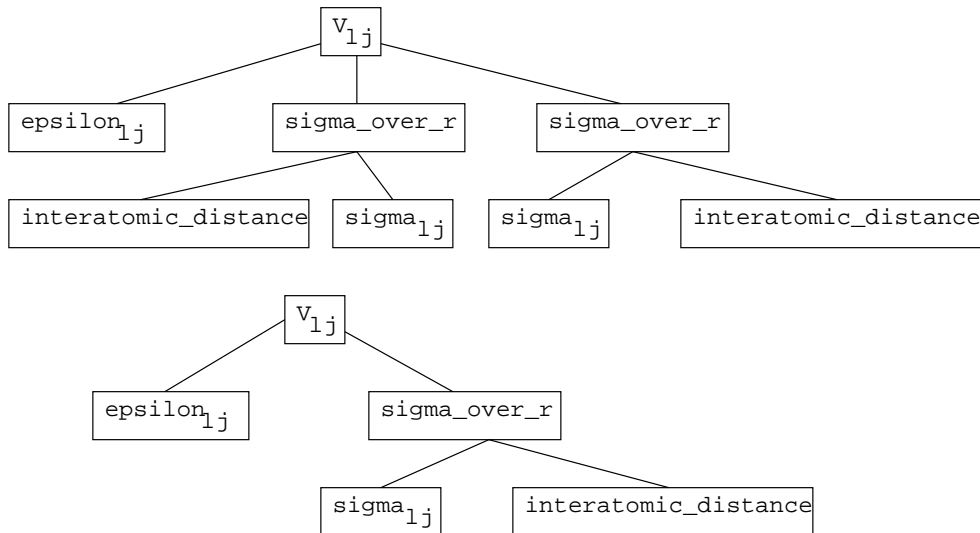 V_lj
epsilon_lj sigma_over_r sigma_over_r
interatomic_distance sigma_lj sigma_lj interatomic_distance
V_lj
epsilon_lj sigma_over_r
sigma_lj interatomic_distance